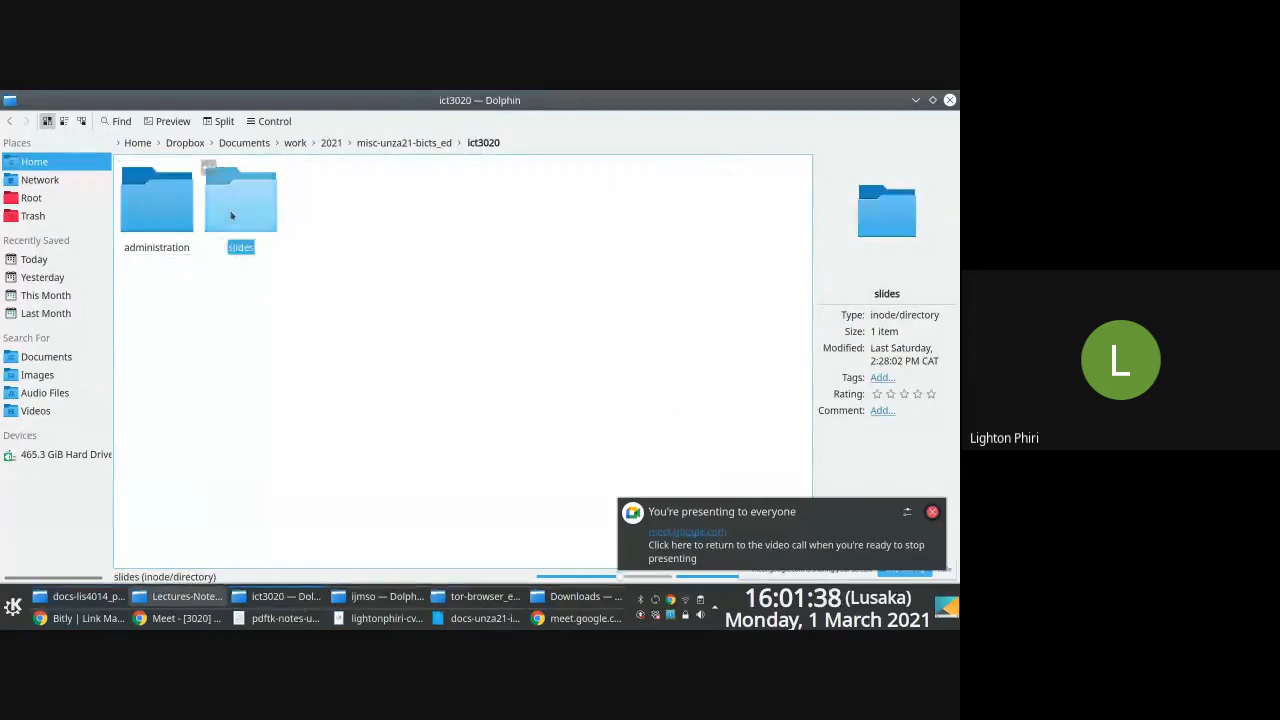 ict3020 — Dolphin
Find
Preview
Split
Control
Places
Home
Dropbox
Documents
work
2021
misc-unza21-bicts_ed
ict3020
Home
Network
Root
Trash
Recently Saved
Today
Yesterday
This Month
Last Month
Search For
Documents
Images
Audio Files
Videos
Devices
465.3 GiB Hard Drive
administration
slides
slides
Type: inode/directory
Size: 1 item
Modified: Last Saturday,
2:28:02 PM CAT
Tags: Add...
Rating:
Comment: Add...
L
Lighton Phiri
You're presenting to everyone
meet.google.com
Click here to return to the video call when you're ready to stop
presenting
slides (inode/directory)
docs-lis4014_p...
Lectures-Note...
ict3020 — Dol...
ijmso — Dolph...
tor-browser_e...
Downloads — ...
Bitly | Link Ma...
Meet - [3020] ...
pdftk-notes-u...
lightonphiri-cv...
docs-unza21-i...
meet.google.c...
16:01:38 (Lusaka)
Monday, 1 March 2021